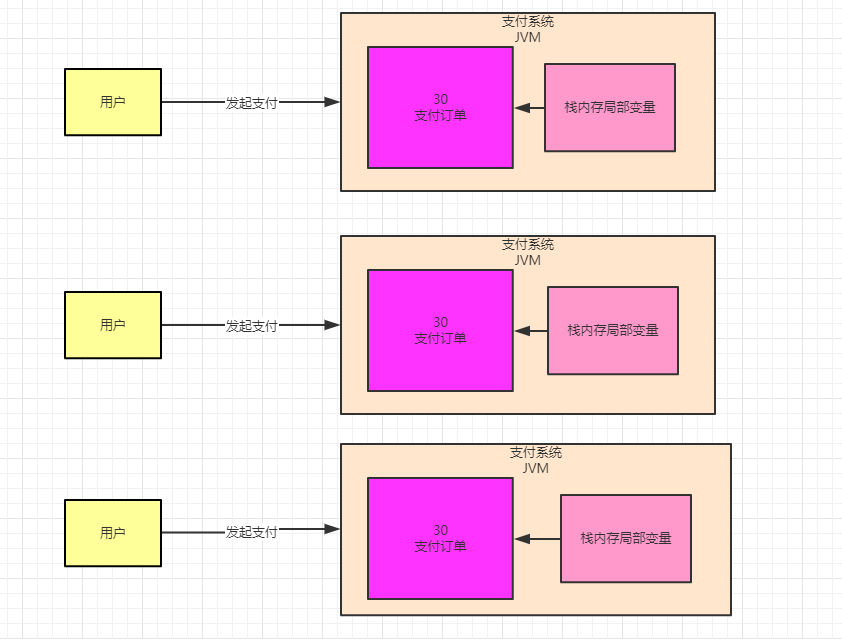 支付系统
JVM
用户
发起支付
30
支付订单
栈内存局部变量
支付系统
JVM
用户
发起支付
30
支付订单
栈内存局部变量
支付系统
JVM
用户
发起支付
30
支付订单
栈内存局部变量